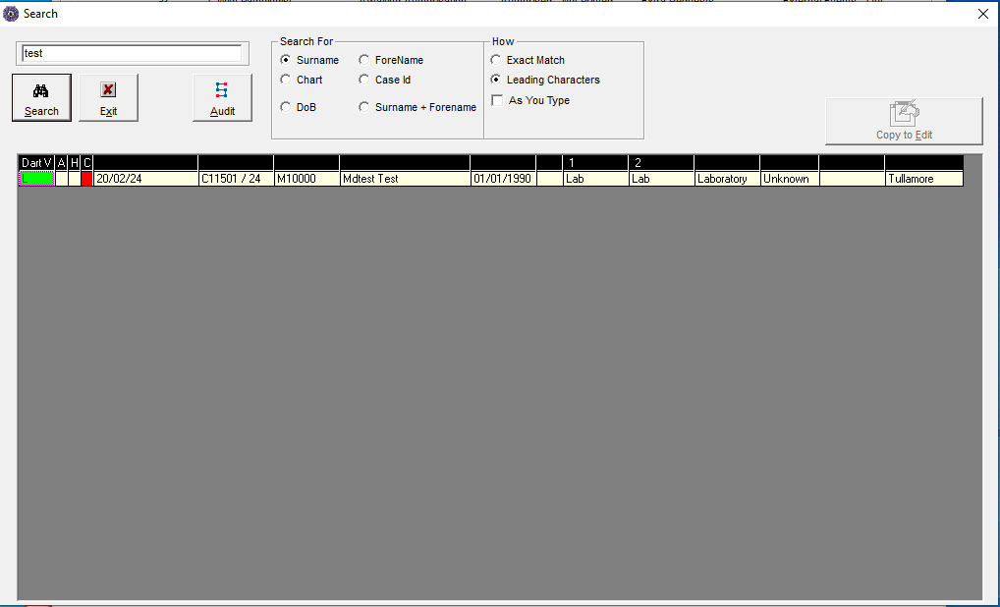 Search
test
Search For
How
Surname
ForeName
Exact Match
Chart
Case Id
Leading Characters
As You Type
DoB
Surname + Forename
Search
Exit
Audit
Copy to Edit
Dart V A H C 1 2
20/02/24 C11501 / 24 M10000 Mdtest Test 01/01/1990 Lab Lab Laboratory Unknown Tullamore